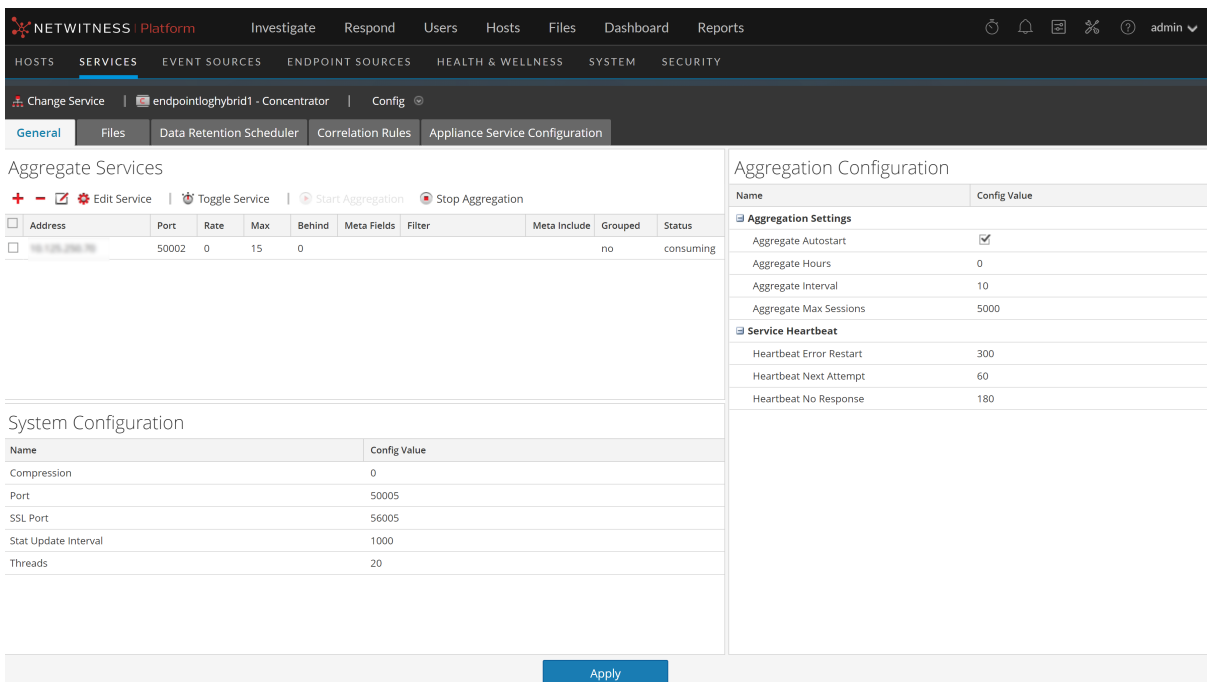 NETWITNESS Platform Investigate Respond Users Hosts Files Dashboard Reports admin
HOSTS SERVICES EVENT SOURCES ENDPOINT SOURCES HEALTH & WELLNESS SYSTEM SECURITY
Change Service | endpointloghybrid1 - Concentrator | Config
General Files Data Retention Scheduler Correlation Rules Appliance Service Configuration
Aggregate Services
Edit Service | Toggle Service | Start Aggregation Stop Aggregation
Address Port Rate Max Behind Meta Fields Filter Meta Include Grouped Status
50002 0 15 0 no consuming
System Configuration
Name Config Value
Compression 0
Port 50005
SSL Port 56005
Stat Update Interval 1000
Threads 20
Aggregation Configuration
Name Config Value
Aggregation Settings
Aggregate Autostart
Aggregate Hours 0
Aggregate Interval 10
Aggregate Max Sessions 5000
Service Heartbeat
Heartbeat Error Restart 300
Heartbeat Next Attempt 60
Heartbeat No Response 180
Apply